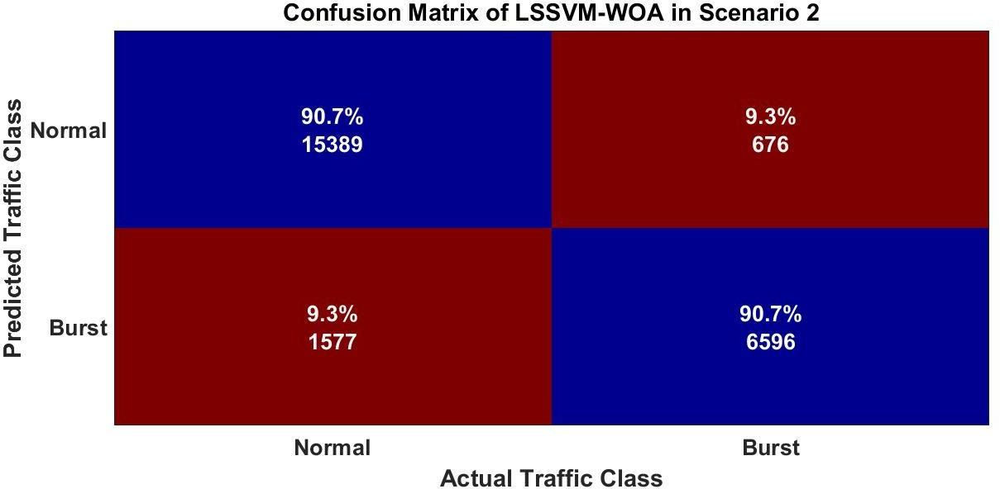 Confusion Matrix of LSSVM-WOA in Scenario 2
Predicted Traffic Class
Normal
90.7%
15389
9.3%
676
Burst
9.3%
1577
90.7%
6596
Normal
Burst
Actual Traffic Class